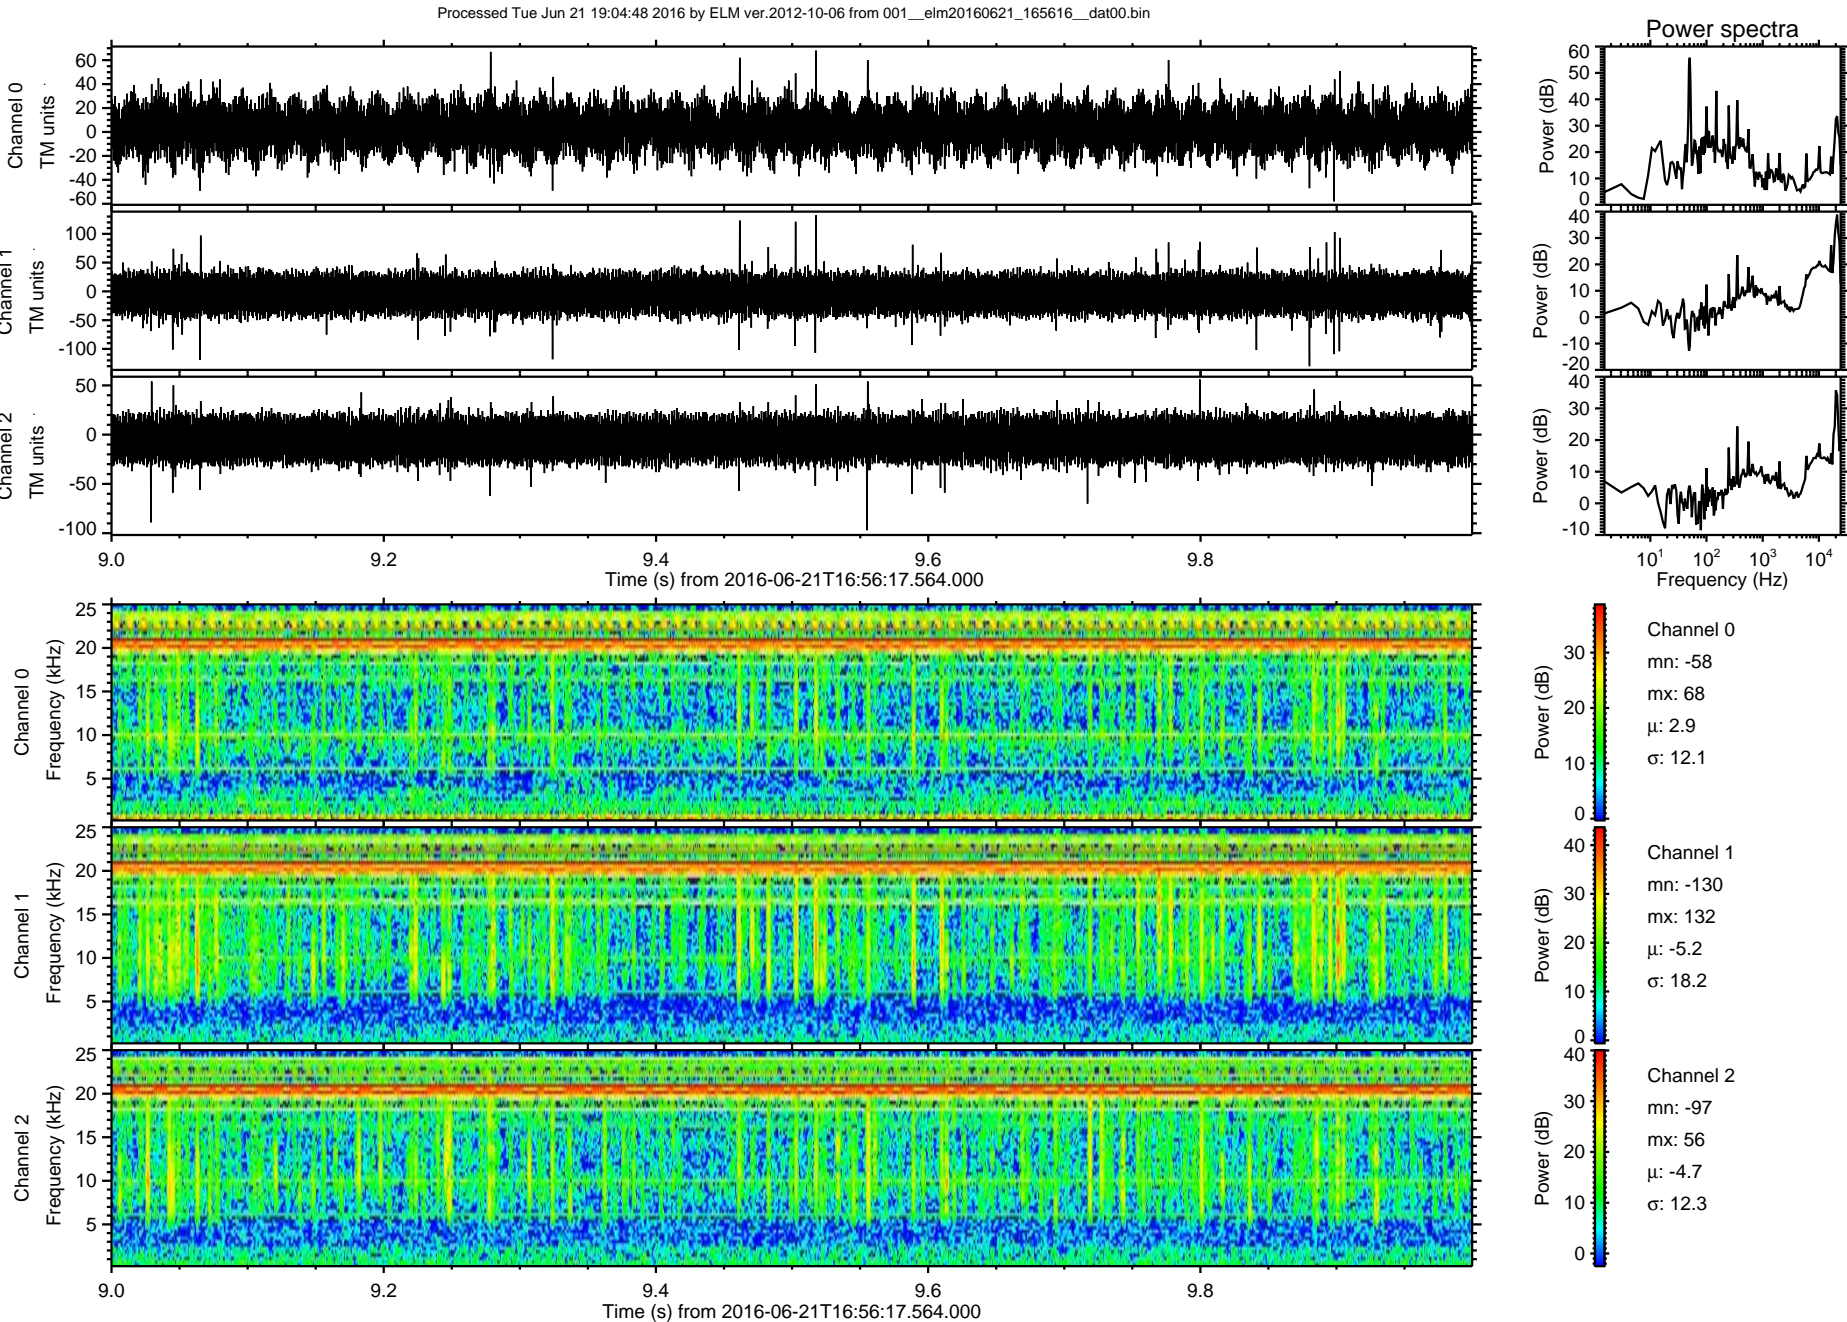 Processed Tue Jun 21 19:04:48 2016 by ELM ver.2012-10-06 from 001__elm20160621_165616__dat00.bin
Power spectra
Channel 0
TM units
60
40
20
0
-20
-40
-60
Power (dB)
60
50
40
30
20
10
0
Channel 1
TM units
100
50
0
-50
-100
Power (dB)
40
30
20
10
0
-10
-20
Channel 2
TM units
50
0
-50
-100
Power (dB)
40
30
20
10
0
-10
9.0 9.2 9.4 9.6 9.8
Time (s) from 2016-06-21T16:56:17.564.000
10^1 10^2 10^3 10^4
Frequency (Hz)
Channel 0
Frequency (kHz)
25
20
15
10
5
Power (dB)
30
20
10
0
Channel 0
mn: -58
mx: 68
μ: 2.9
σ: 12.1
Channel 1
Frequency (kHz)
25
20
15
10
5
Power (dB)
40
30
20
10
0
Channel 1
mn: -130
mx: 132
μ: -5.2
σ: 18.2
Channel 2
Frequency (kHz)
25
20
15
10
5
Power (dB)
40
30
20
10
0
Channel 2
mn: -97
mx: 56
μ: -4.7
σ: 12.3
9.0 9.2 9.4 9.6 9.8
Time (s) from 2016-06-21T16:56:17.564.000